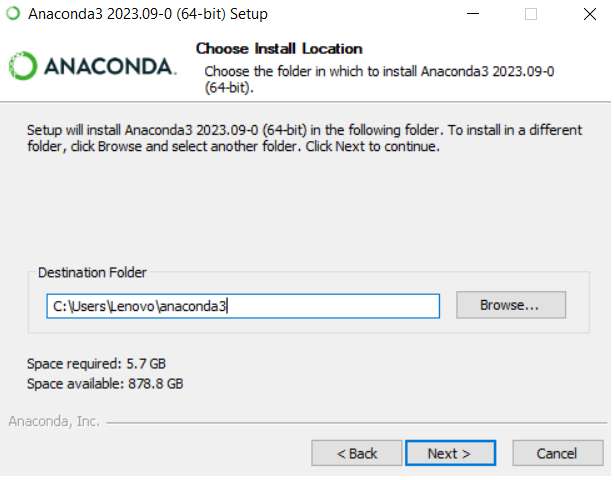 Anaconda3 2023.09-0 (64-bit) Setup
ANACONDA.
Choose Install Location
Choose the folder in which to install Anaconda3 2023.09-0
(64-bit).
Setup will install Anaconda3 2023.09-0 (64-bit) in the following folder. To install in a different
folder, click Browse and select another folder. Click Next to continue.
Destination Folder
C:\Users\Lenovo\anaconda3
Browse...
Space required: 5.7 GB
Space available: 878.8 GB
Anaconda, Inc.
< Back
Next >
Cancel